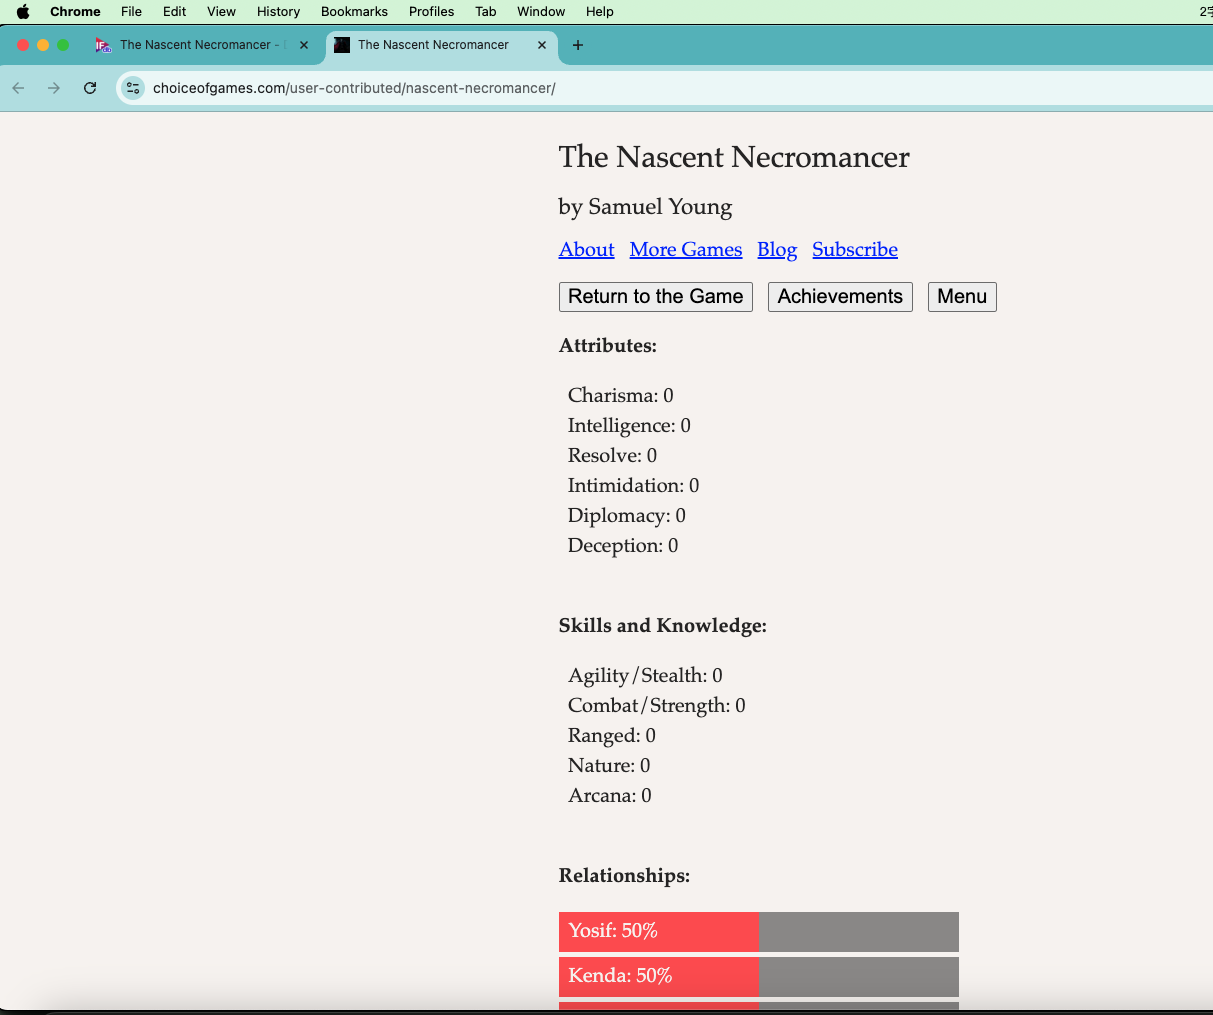 Chrome File Edit View History Bookmarks Profiles Tab Window Help
The Nascent Necromancer - The Nascent Necromancer
choiceofgames.com/user-contributed/nascent-necromancer/
The Nascent Necromancer
by Samuel Young
About More Games Blog Subscribe
Return to the Game Achievements Menu
Attributes:
Charisma: 0
Intelligence: 0
Resolve: 0
Intimidation: 0
Diplomacy: 0
Deception: 0
Skills and Knowledge:
Agility/Stealth: 0
Combat/Strength: 0
Ranged: 0
Nature: 0
Arcana: 0
Relationships:
Yosif: 50%
Kenda: 50%